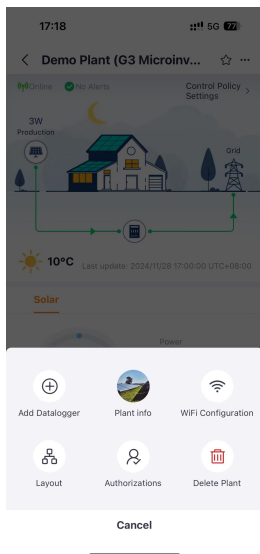 17:18
5G 77
Demo Plant (G3 Microinv...
Online
No Alerts
Control Policy
Settings
3W
Production
Grid
10°C
Last update: 2024/11/28 17:00:00 UTC+08:00
Solar
Power
Add Datalogger
Plant info
WiFi Configuration
Layout
Authorizations
Delete Plant
Cancel